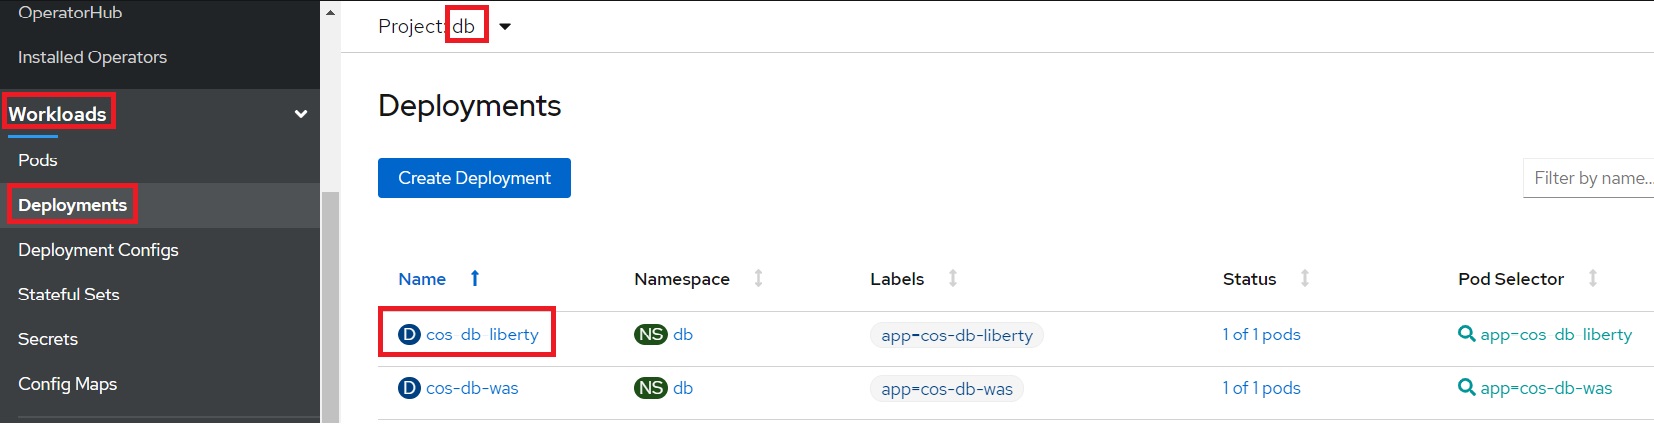 OperatorHub
Installed Operators
Workloads
Pods
Deployments
Deployment Configs
Stateful Sets
Secrets
Config Maps
Project: db
Deployments
Create Deployment
Filter by name...
Name Namespace Labels Status Pod Selector
D cos-db-liberty NS db app=cos-db-liberty 1 of 1 pods app=cos-db-liberty
D cos-db-was NS db app=cos-db-was 1 of 1 pods app=cos-db-was